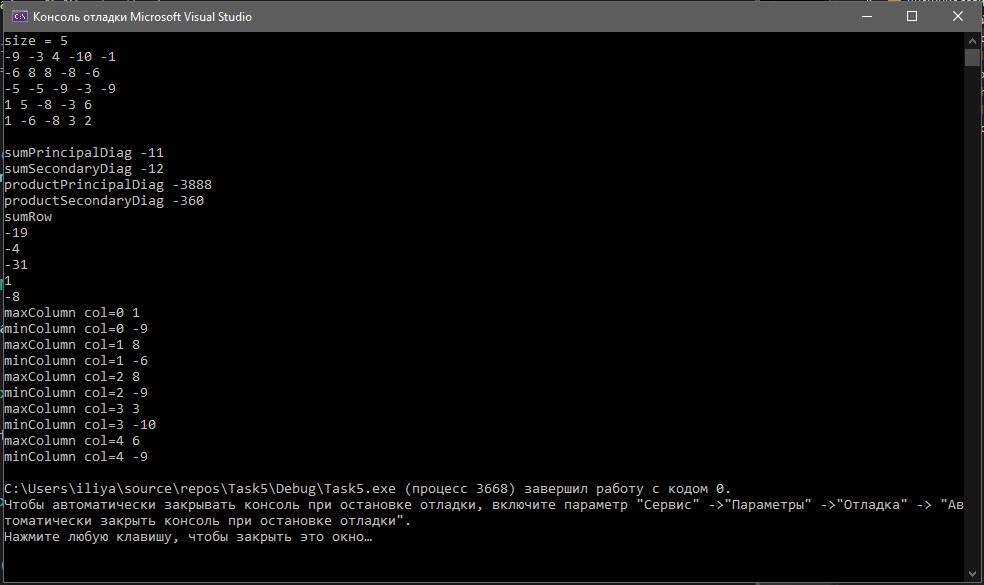 Консоль отладки Microsoft Visual Studio
size = 5
-9 -3 4 -10 -1
-6 8 8 -8 -6
-5 -5 -9 -3 -9
1 5 -8 -3 6
1 -6 -8 3 2
sumPrincipalDiag -11
sumSecondaryDiag -12
productPrincipalDiag -3888
productSecondaryDiag -360
sumRow
-19
-4
-31
1
-8
maxColumn col=0 1
minColumn col=0 -9
maxColumn col=1 8
minColumn col=1 -6
maxColumn col=2 8
minColumn col=2 -9
maxColumn col=3 3
minColumn col=3 -10
maxColumn col=4 6
minColumn col=4 -9
C:\Users\iliya\source\repos\Task5\Debug\Task5.exe (процесс 3668) завершил работу с кодом 0.
Чтобы автоматически закрывать консоль при остановке отладки, включите параметр "Сервис" ->"Параметры" ->"Отладка" -> "Ав
томатически закрыть консоль при остановке отладки".
Нажмите любую клавишу, чтобы закрыть это окно…